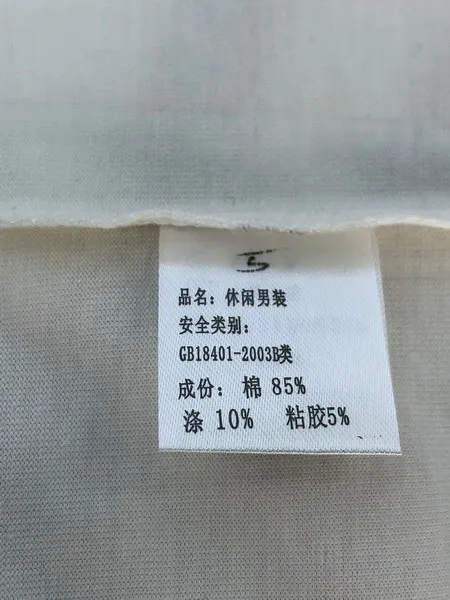 品名: 休闲男装
安全类别:
GB18401-2003B类
成份: 棉 85%
涤 10% 粘胶5%